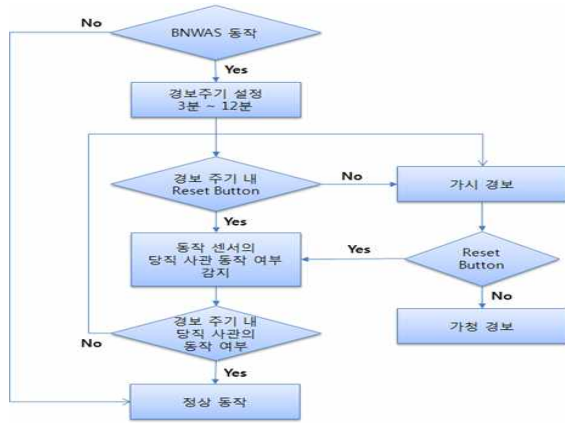 No
BNWAS 동작
Yes
경보주기 설정
3분 ~ 12분
경보 주기 내
Reset Button
No
가시 경보
Yes
동작 센서의
당직 사관 동작 여부
감지
Yes
Reset
Button
No
경보 주기 내
당직 사관의
동작 여부
No
가청 경보
Yes
정상 동작